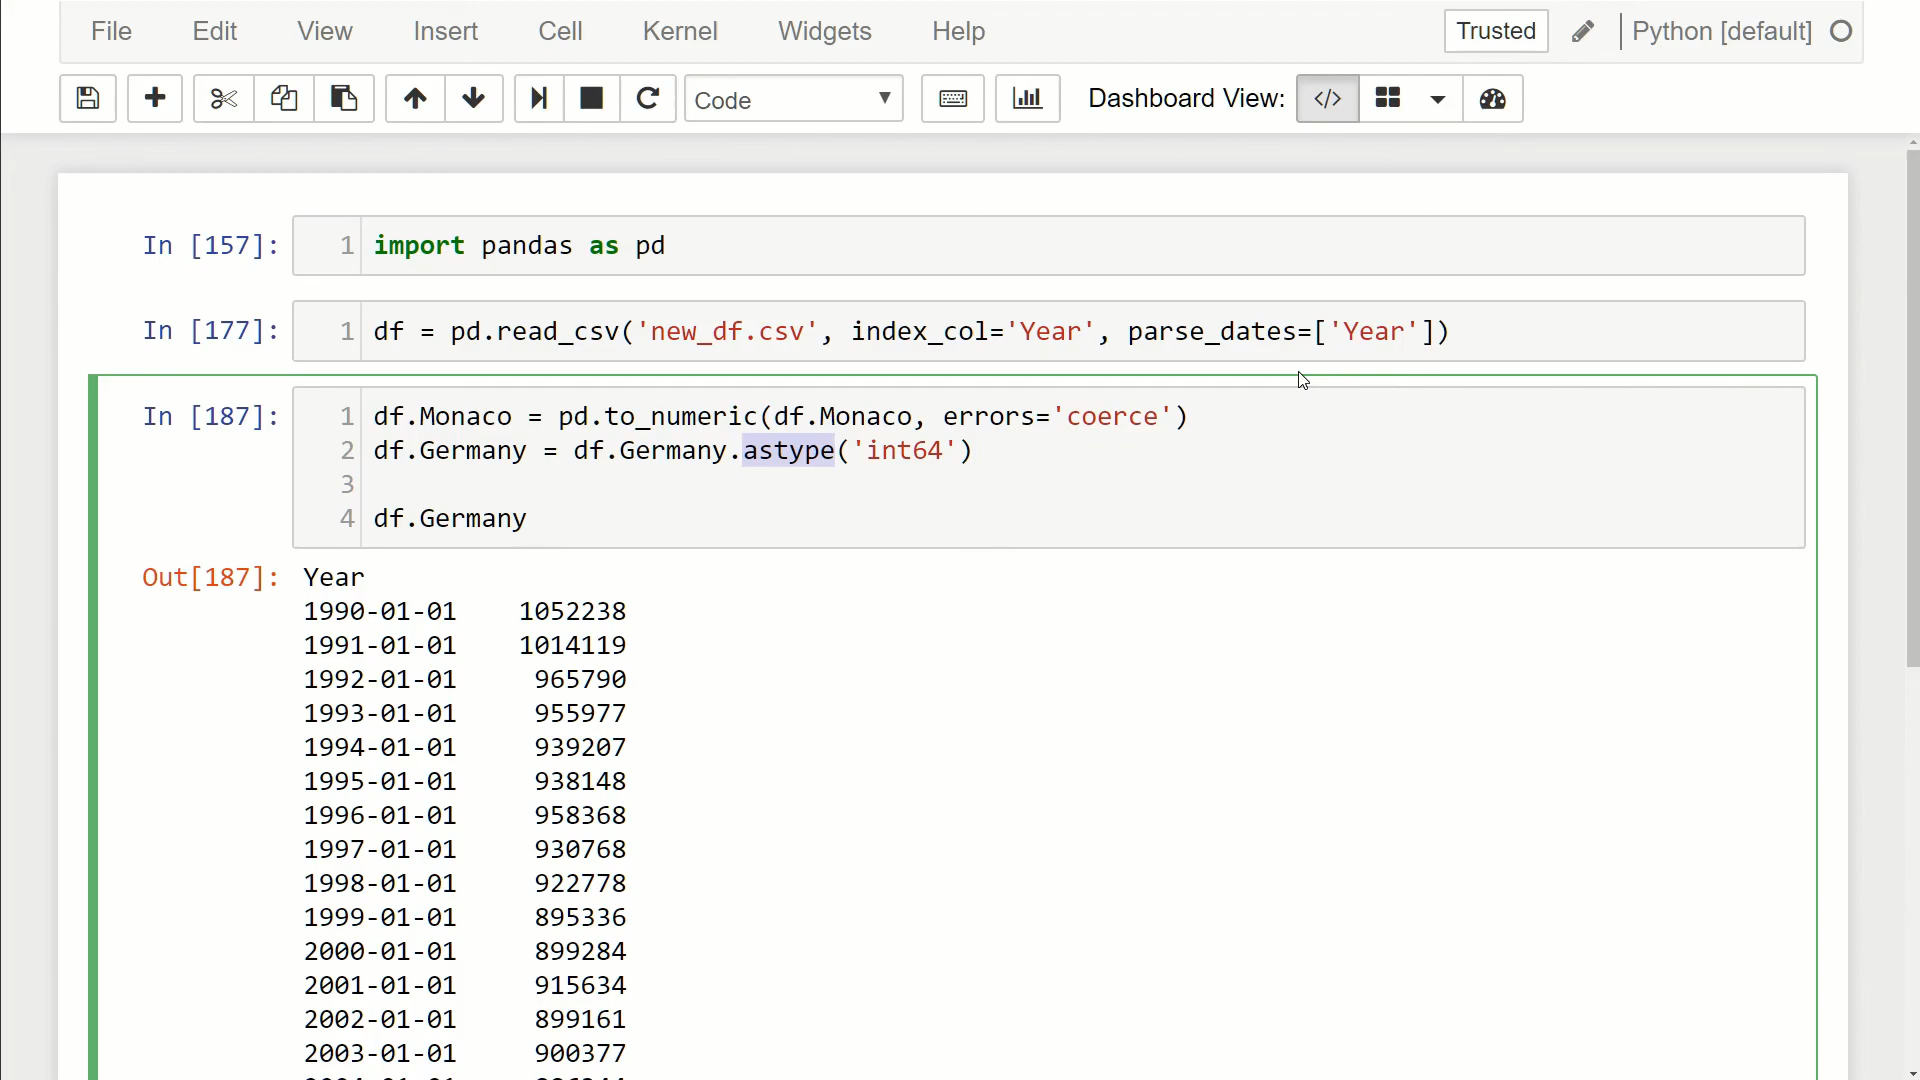 File Edit View Insert Cell Kernel Widgets Help Trusted Python [default]
Code Dashboard View: </>
In [157]: 1 import pandas as pd
In [177]: 1 df = pd.read_csv('new_df.csv', index_col='Year', parse_dates=['Year'])
In [187]: 1 df.Monaco = pd.to_numeric(df.Monaco, errors='coerce')
2 df.Germany = df.Germany.astype('int64')
3
4 df.Germany
Out[187]: Year
1990-01-01 1052238
1991-01-01 1014119
1992-01-01 965790
1993-01-01 955977
1994-01-01 939207
1995-01-01 938148
1996-01-01 958368
1997-01-01 930768
1998-01-01 922778
1999-01-01 895336
2000-01-01 899284
2001-01-01 915634
2002-01-01 899161
2003-01-01 900377